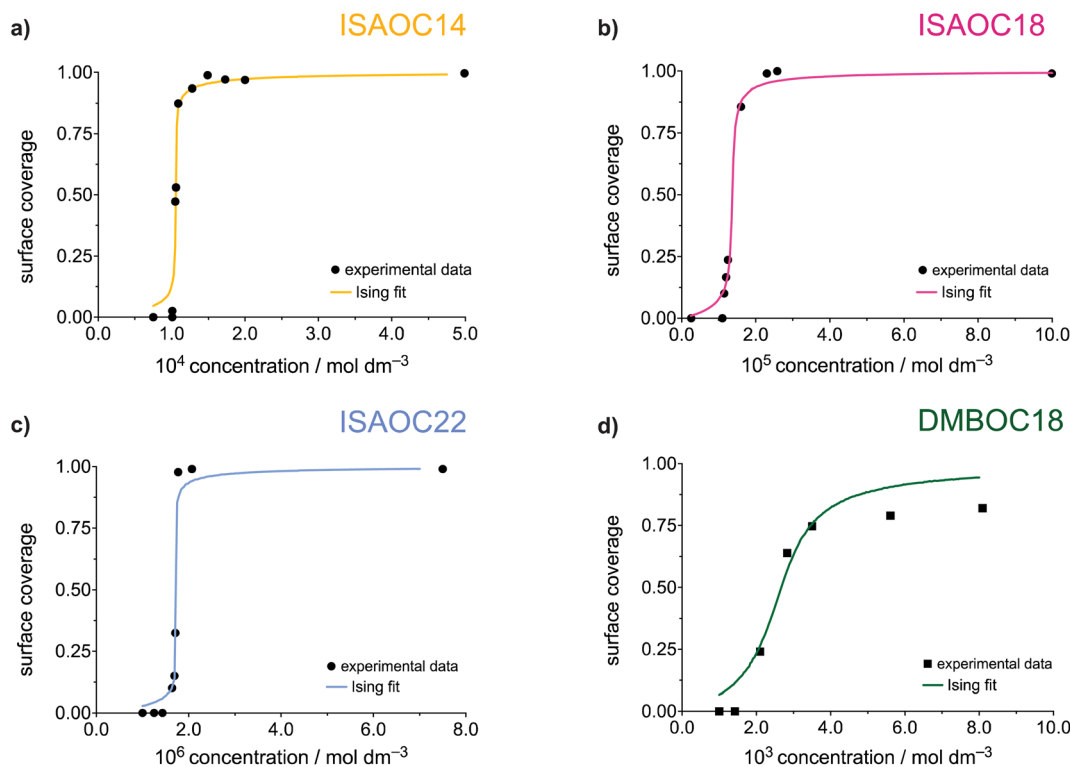 a) ISAOC14
1.00
0.75
0.50
0.25
0.00
surface coverage
experimental data
Ising fit
0.0 1.0 2.0 3.0 4.0 5.0
10⁴ concentration / mol dm⁻³
b) ISAOC18
1.00
0.75
0.50
0.25
0.00
surface coverage
experimental data
Ising fit
0.0 2.0 4.0 6.0 8.0 10.0
10⁵ concentration / mol dm⁻³
c) ISAOC22
1.00
0.75
0.50
0.25
0.00
surface coverage
experimental data
Ising fit
0.0 2.0 4.0 6.0 8.0
10⁶ concentration / mol dm⁻³
d) DMBOC18
1.00
0.75
0.50
0.25
0.00
surface coverage
experimental data
Ising fit
0.0 2.0 4.0 6.0 8.0 10.0
10³ concentration / mol dm⁻³